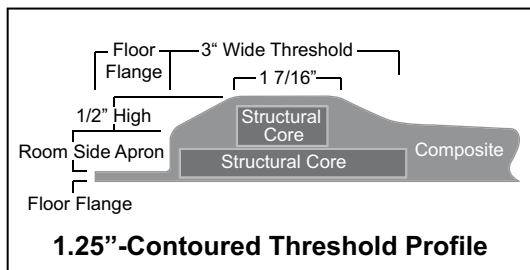 Floor
Flange
3“ Wide Threshold
1 7/16”
1/2” High
Structural
Core
Room Side Apron
Structural Core
Composite
Floor Flange
1.25”-Contoured Threshold Profile